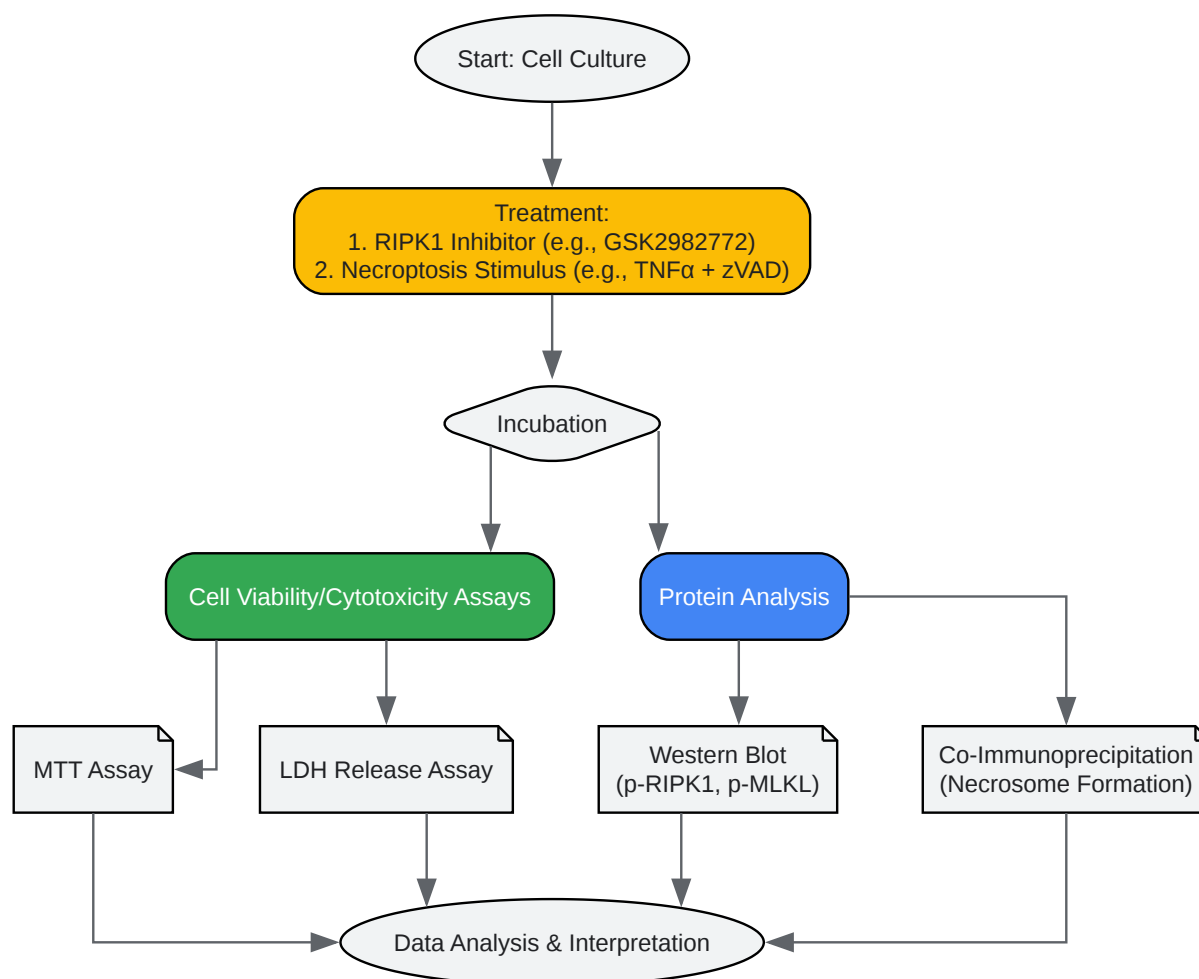 Start: Cell Culture
Treatment:
1. RIPK1 Inhibitor (e.g., GSK2982772)
2. Necroptosis Stimulus (e.g., TNFα + zVAD)
Incubation
Cell Viability/Cytotoxicity Assays
Protein Analysis
MTT Assay
LDH Release Assay
Western Blot
(p-RIPK1, p-MLKL)
Co-Immunoprecipitation
(Necrosome Formation)
Data Analysis & Interpretation